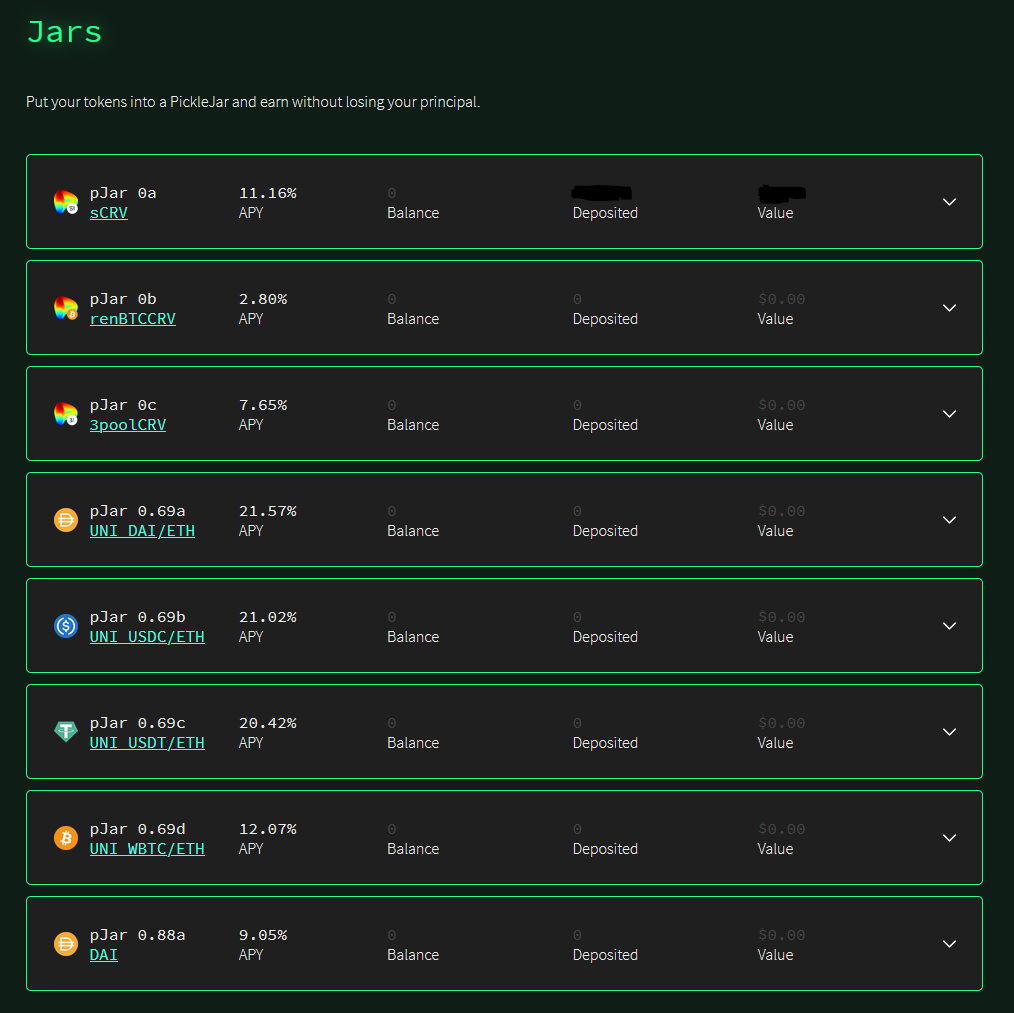 Jars
Put your tokens into a PickleJar and earn without losing your principal.
pJar 0a 11.16% 0
sCRV APY Balance Deposited Value
pJar 0b 2.80% 0 0 $0.00
renBTCCRV APY Balance Deposited Value
pJar 0c 7.65% 0 0 $0.00
3poolCRV APY Balance Deposited Value
pJar 0.69a 21.57% 0 0 $0.00
UNI DAI/ETH APY Balance Deposited Value
pJar 0.69b 21.02% 0 0 $0.00
UNI USDC/ETH APY Balance Deposited Value
pJar 0.69c 20.42% 0 0 $0.00
UNI USDT/ETH APY Balance Deposited Value
pJar 0.69d 12.07% 0 0 $0.00
UNI WBTC/ETH APY Balance Deposited Value
pJar 0.88a 9.05% 0 0 $0.00
DAI APY Balance Deposited Value